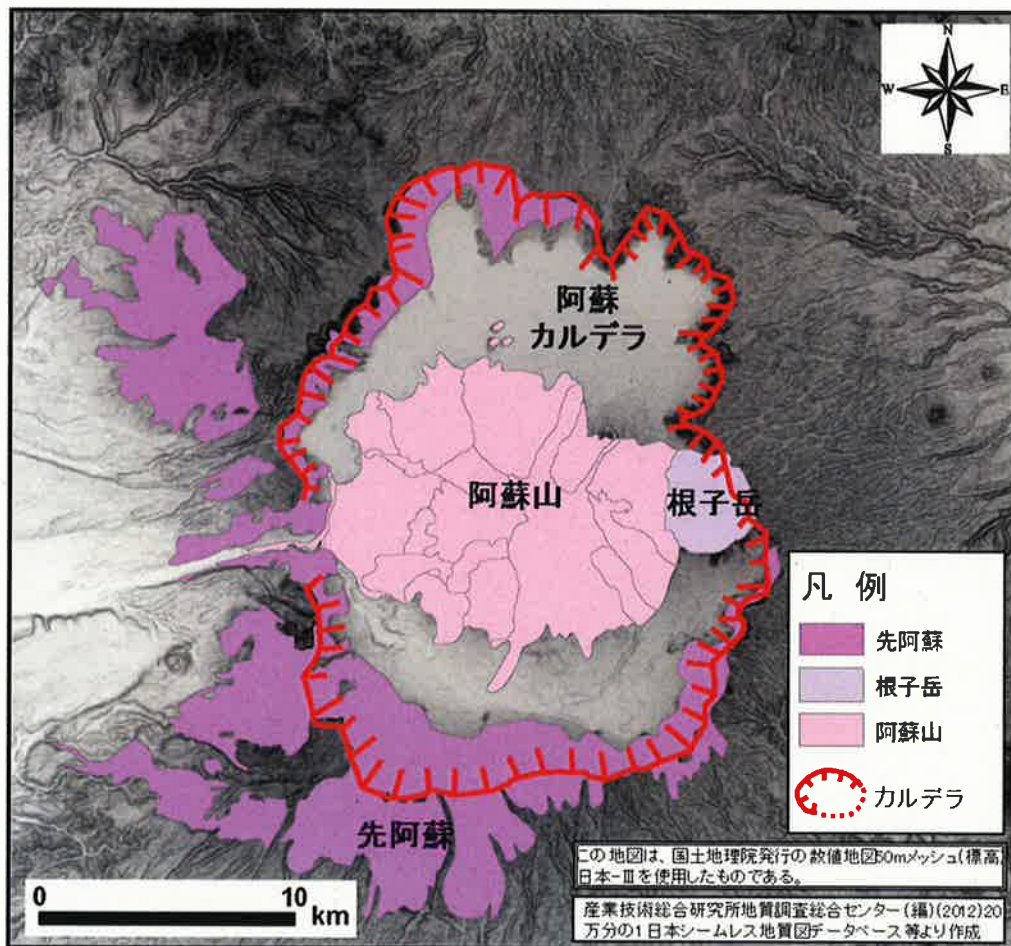 N
W
E
S
阿蘇
カルデラ
阿蘇山
根子岳
先阿蘇
凡 例
先阿蘇
根子岳
阿蘇山
カルデラ
この地図は、国土地理院発行の数値地図50mメッシュ(標高)
日本-Ⅲを使用したものである。
産業技術総合研究所地質調査総合センター(編)(2012)20
万分の1日本シームレス地質図データベース等より作成
0
10
km